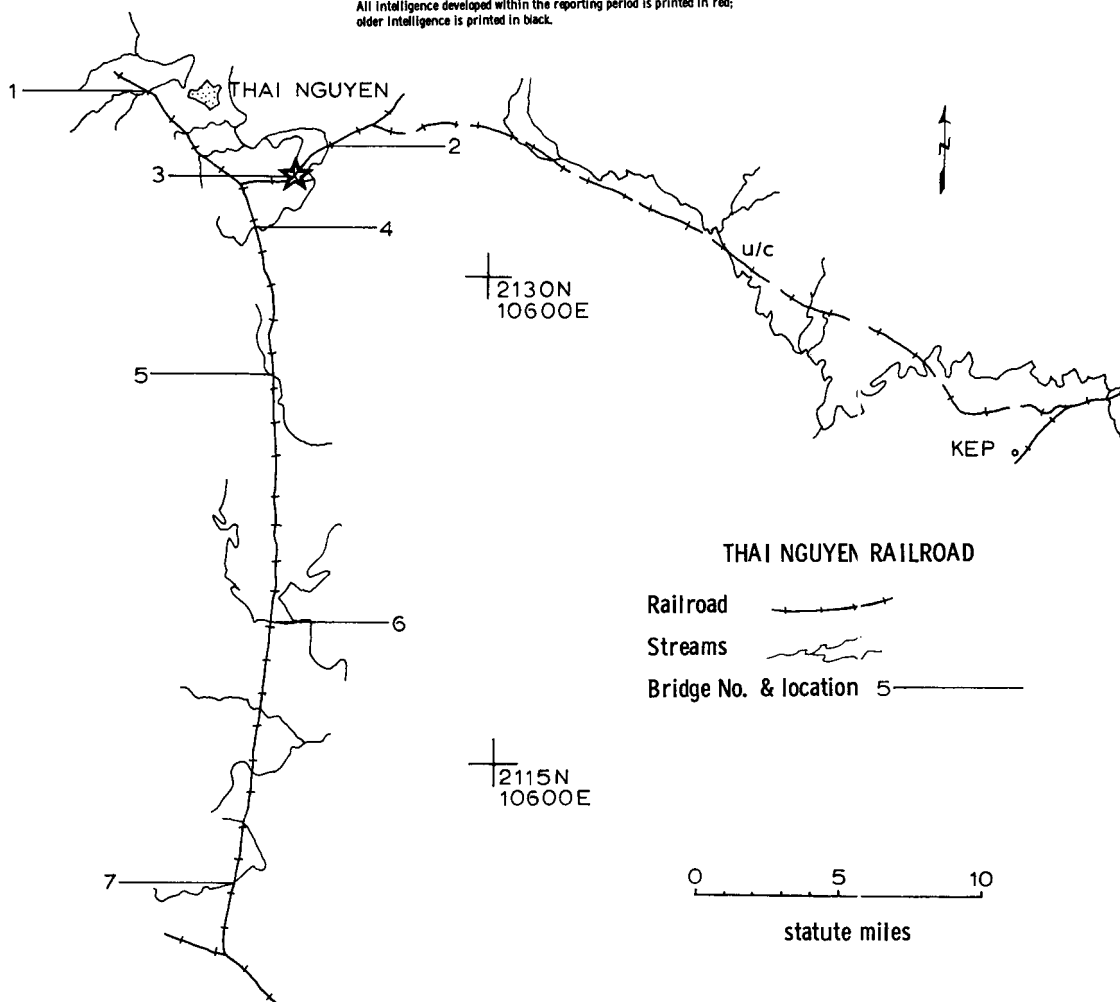 All intelligence developed within the reporting period is printed in red;
older intelligence is printed in black.
THAI NGUYEN
1
2
3
4
5
6
7
N
2130N
10600E
u/c
KEP
THAI NGUYEN RAILROAD
Railroad
Streams
Bridge No. & location 5
2115N
10600E
0 5 10
statute miles